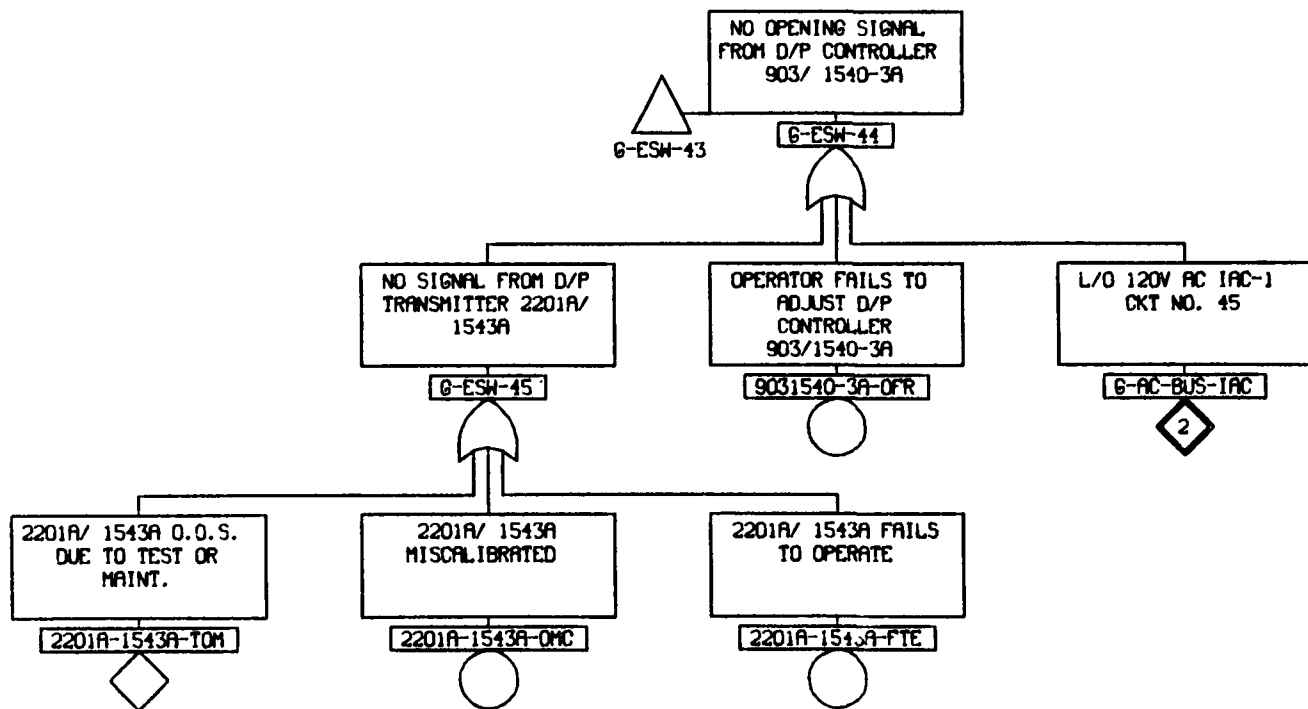 NO OPENING SIGNAL
FROM D/P CONTROLLER
903/ 1540-3A
G-ESW-43
G-ESW-44
NO SIGNAL FROM D/P
TRANSMITTER 2201A/
1543A
G-ESW-45
OPERATOR FAILS TO
ADJUST D/P
CONTROLLER
903/1540-3A
9031540-3A-OFR
L/O 120V AC IAC-1
CKT NO. 45
G-AC-BUS-IAC
2
2201A/ 1543A O.O.S.
DUE TO TEST OR
MAINT.
2201A-1543A-TOM
2201A/ 1543A
MISCALIBRATED
2201A-1543A-OMC
2201A/ 1543A FAILS
TO OPERATE
2201A-1543A-FTE